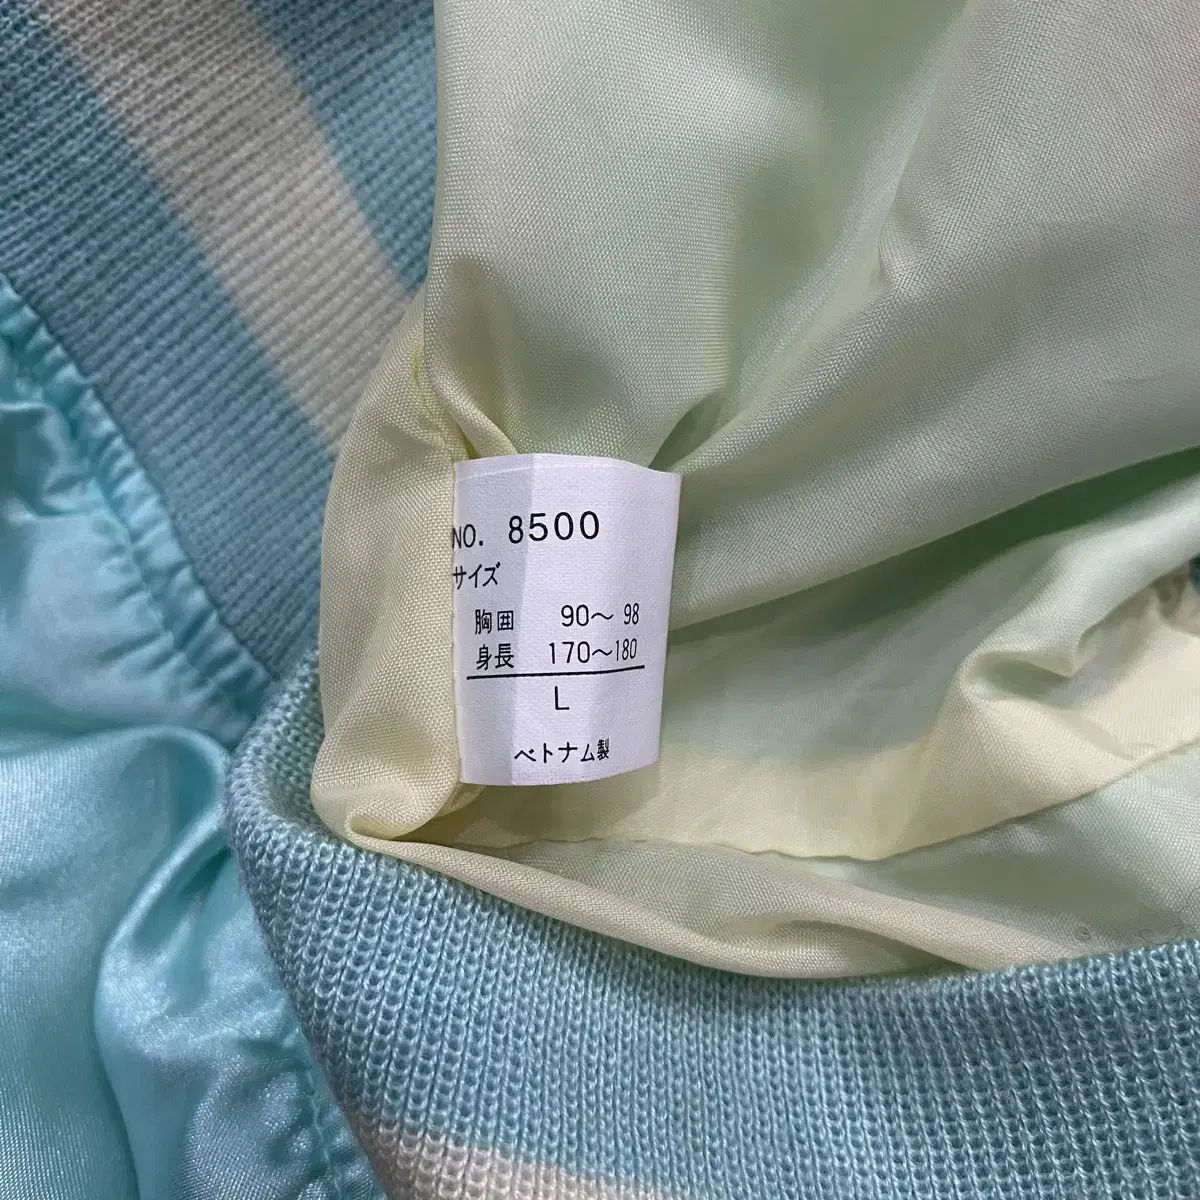 NO. 8500
サイズ
胸囲 90～98
身長 170～180
L
ベトナム製